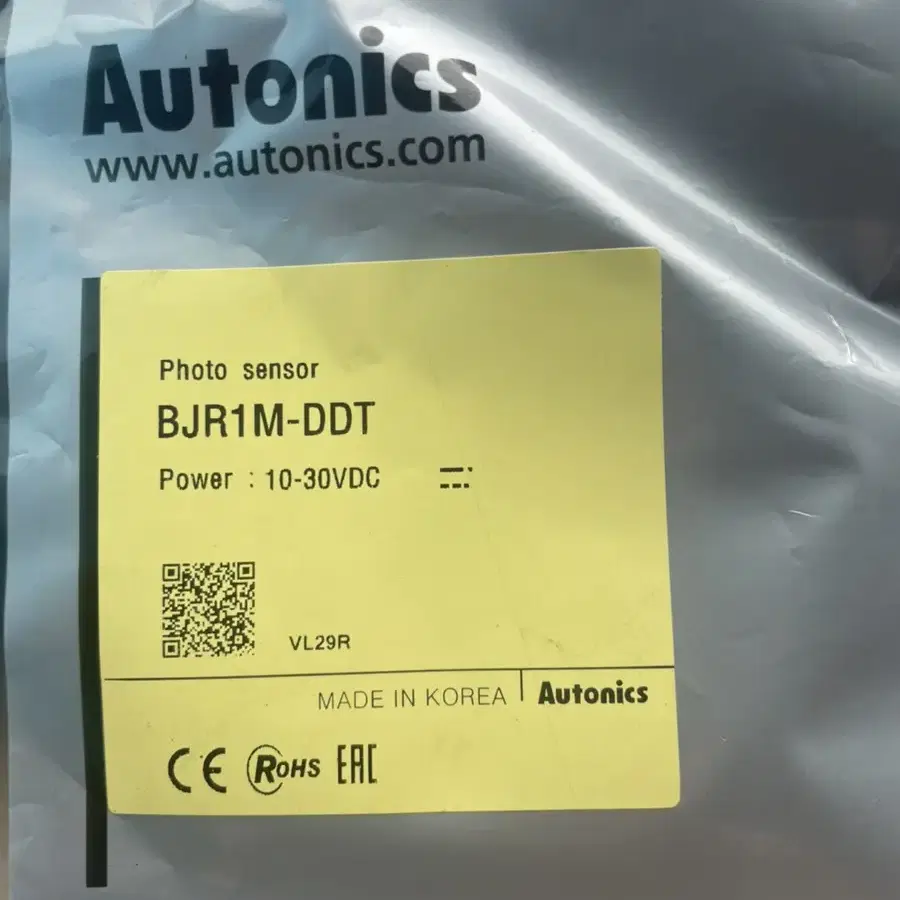 Autonics
www.autonics.com
Photo sensor
BJR1M-DDT
Power : 10-30VDC
VL29R
MADE IN KOREA | Autonics
CE RoHS EAC